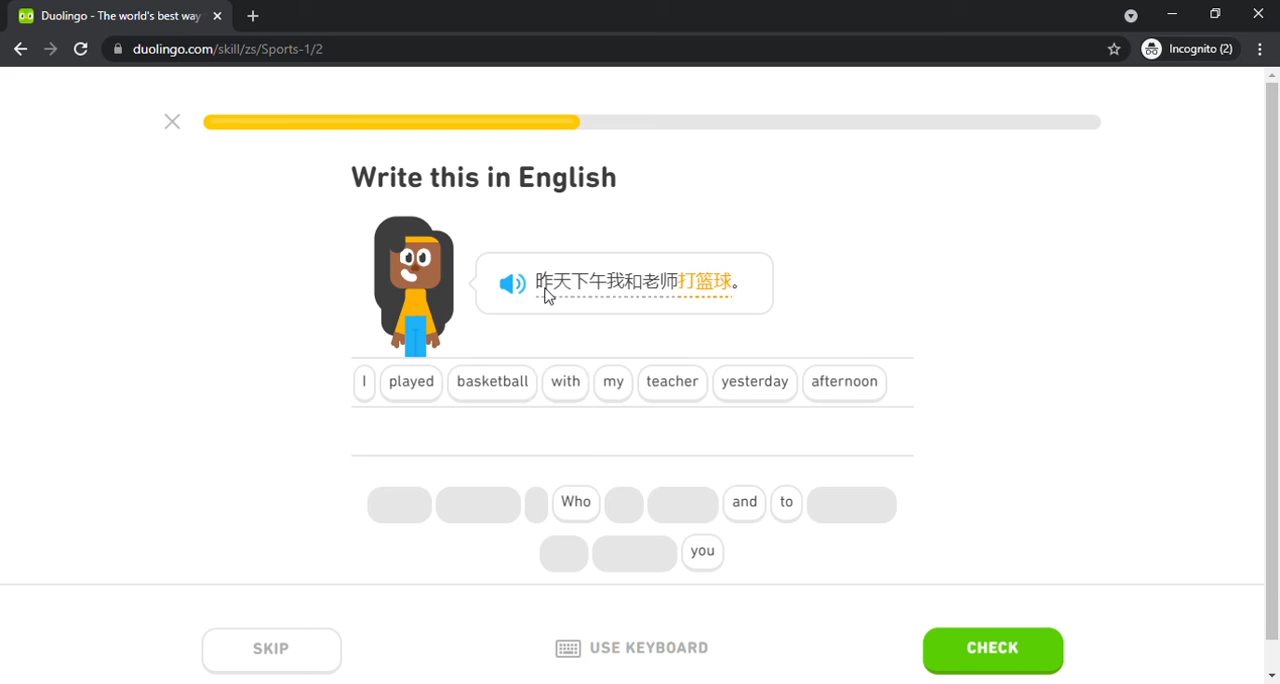 Duolingo - The world's best way
duolingo.com/skill/zs/Sports-1/2
Incognito (2)
Write this in English
昨天下午我和老师打篮球。
I played basketball with my teacher yesterday afternoon
Who and to
you
SKIP
USE KEYBOARD
CHECK